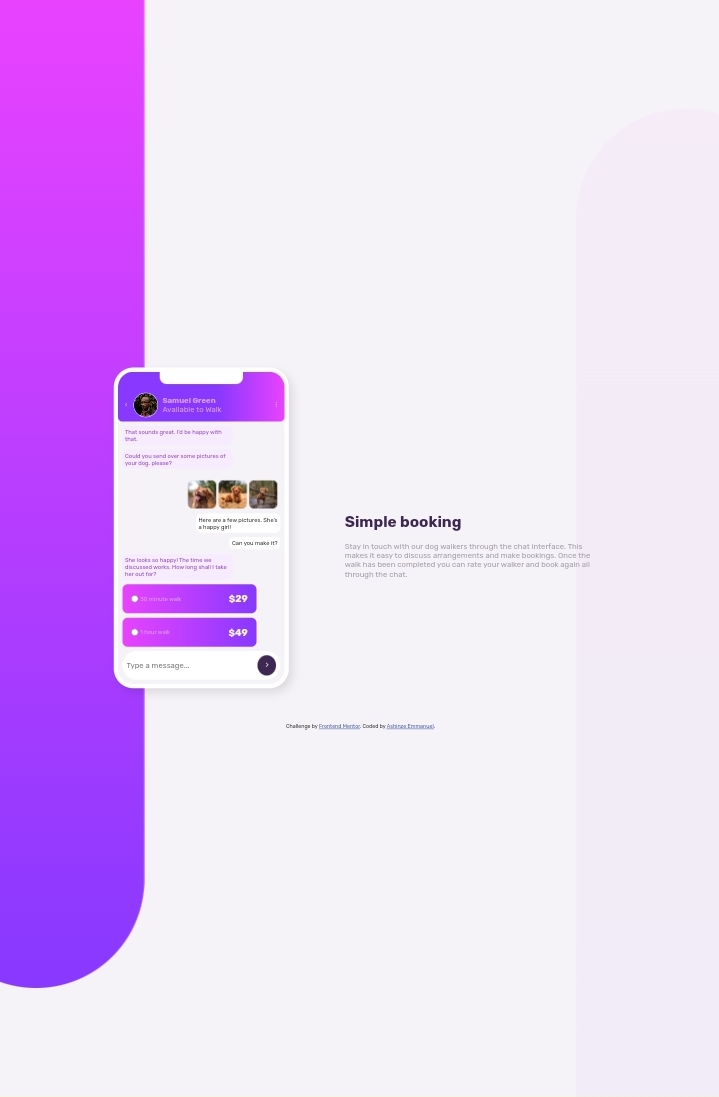 Samuel Green
Available to Walk
That sounds great. I'd be happy with
that.
Could you send over some pictures of
your dog, please?
Here are a few pictures. She's
a happy girl!
Can you make it?
She looks so happy! The time we
discussed works. How long shall I take
her out for?
30 minute walk $29
1 hour walk $49
Type a message...
Simple booking
Stay in touch with our dog walkers through the chat interface. This
makes it easy to discuss arrangements and make bookings. Once the
walk has been completed you can rate your walker and book again all
through the chat.
Challenge by Frontend Mentor. Coded by Ashinze Emmanuel.